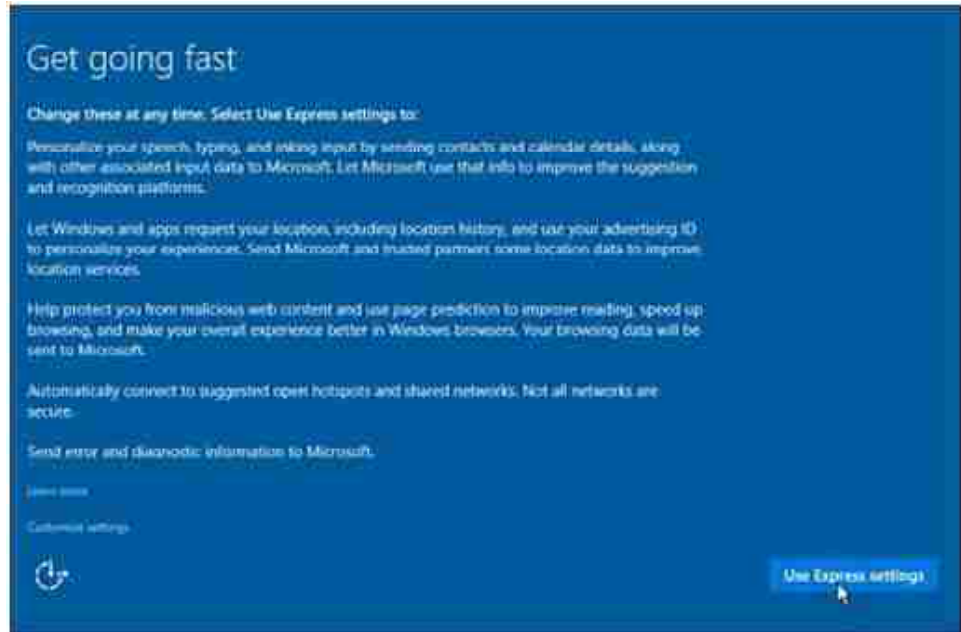 Get going fast
Change these at any time. Select Use Express settings to:
Personalize your speech, typing, and inking input by sending contacts and calendar details, along
with other associated input data to Microsoft. Let Microsoft use that info to improve the suggestion
and recognition platforms.
Let Windows and apps request your location, including location history, and use your advertising ID
to personalize your experiences. Send Microsoft and trusted partners some location data to improve
location services.
Help protect you from malicious web content and use page prediction to improve reading, speed up
browsing, and make your overall experience better in Windows browsers. Your browsing data will be
sent to Microsoft.
Automatically connect to suggested open hotspots and shared networks. Not all networks are
secure.
Send error and diagnostic information to Microsoft.
Learn more
Customize settings
Use Express settings